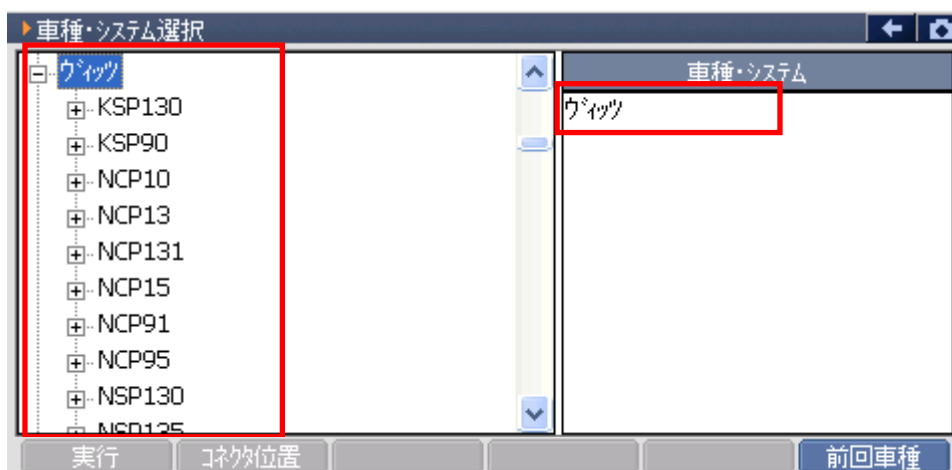 車種・システム選択
ヴィッツ
KSP130
KSP90
NCP10
NCP13
NCP131
NCP15
NCP91
NCP95
NSP130
NSP135
車種・システム
ヴィッツ
実行
コネクタ位置
前回車種